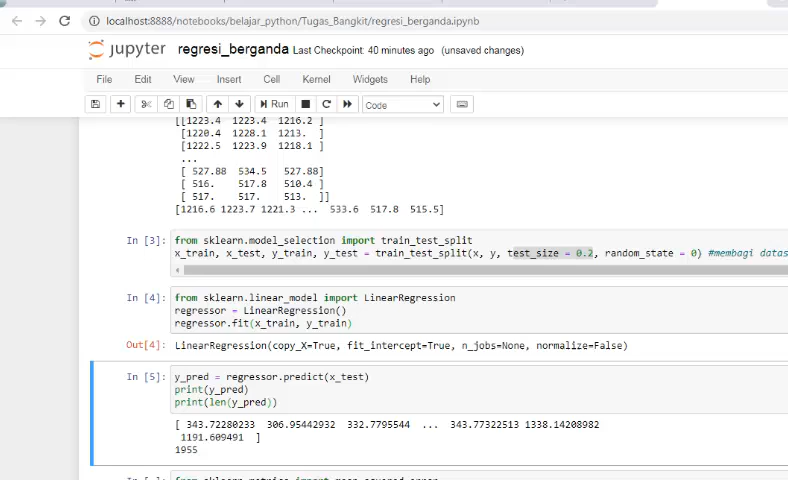 localhost:8888/notebooks/belajar_python/Tugas_Bangkit/regresi_berganda.ipynb
jupyter regresi_berganda Last Checkpoint: 40 minutes ago (unsaved changes)
File Edit View Insert Cell Kernel Widgets Help
Run Code
[[1223.4 1223.4 1216.2 ]
[1220.4 1228.1 1213. ]
[1222.5 1223.9 1218.1 ]
...
[ 527.88 534.5 527.88]
[ 516. 517.8 510.4 ]
[ 517. 517. 513. ]]
[1216.6 1223.7 1221.3 ... 533.6 517.8 515.5]
In [3]: from sklearn.model_selection import train_test_split
x_train, x_test, y_train, y_test = train_test_split(x, y, test_size = 0.2, random_state = 0) #membagi datas
In [4]: from sklearn.linear_model import LinearRegression
regressor = LinearRegression()
regressor.fit(x_train, y_train)
Out[4]: LinearRegression(copy_X=True, fit_intercept=True, n_jobs=None, normalize=False)
In [5]: y_pred = regressor.predict(x_test)
print(y_pred)
print(len(y_pred))
[ 343.72280233 306.95442932 332.7795544 ... 343.77322513 1338.14208982
1191.609491 ]
1955
from sklearn.metrics import mean_squared_error